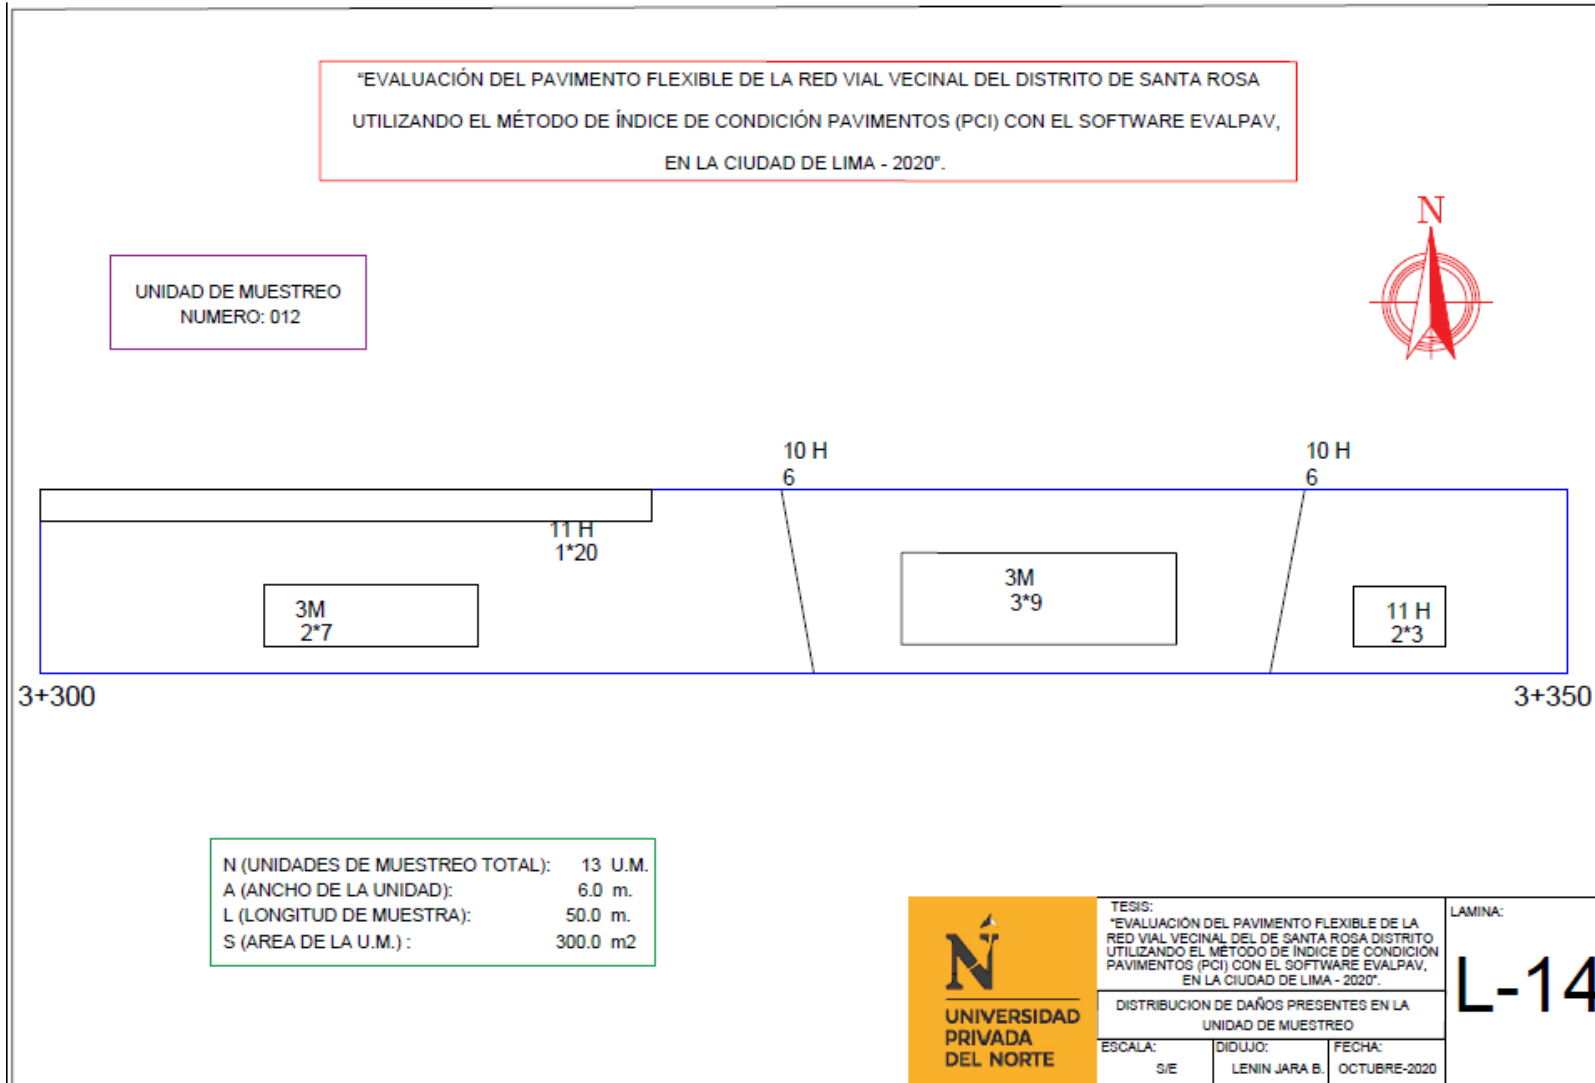 "EVALUACIÓN DEL PAVIMENTO FLEXIBLE DE LA RED VIAL VECINAL DEL DISTRITO DE SANTA ROSA
UTILIZANDO EL MÉTODO DE ÍNDICE DE CONDICIÓN PAVIMENTOS (PCI) CON EL SOFTWARE EVALPAV,
EN LA CIUDAD DE LIMA - 2020".
N
UNIDAD DE MUESTREO
NUMERO: 012
10 H
6
10 H
6
11 H
1*20
3M
2*7
3M
3*9
11 H
2*3
3+300
3+350
N (UNIDADES DE MUESTREO TOTAL): 13 U.M.
A (ANCHO DE LA UNIDAD): 6.0 m.
L (LONGITUD DE MUESTRA): 50.0 m.
S (AREA DE LA U.M.) : 300.0 m2
N
UNIVERSIDAD
PRIVADA
DEL NORTE
TESIS:
"EVALUACIÓN DEL PAVIMENTO FLEXIBLE DE LA
RED VIAL VECINAL DEL DE SANTA ROSA DISTRITO
UTILIZANDO EL MÉTODO DE ÍNDICE DE CONDICIÓN
PAVIMENTOS (PCI) CON EL SOFTWARE EVALPAV,
EN LA CIUDAD DE LIMA - 2020".
DISTRIBUCION DE DAÑOS PRESENTES EN LA
UNIDAD DE MUESTREO
ESCALA:
S/E
DIDUJO:
LENIN JARA B.
FECHA:
OCTUBRE-2020
LAMINA:
L-14